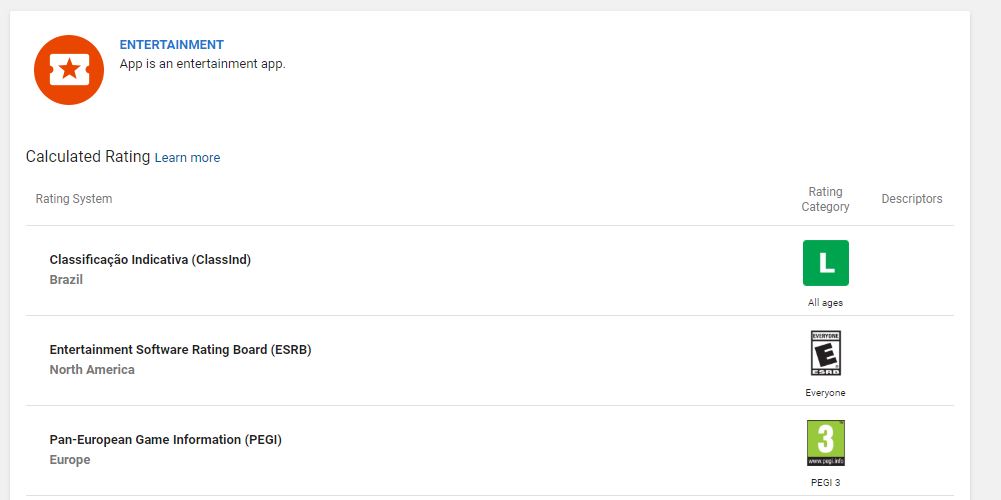 ENTERTAINMENT
App is an entertainment app.
Calculated Rating Learn more
Rating System
Rating
Category
Descriptors
Classificação Indicativa (ClassInd)
Brazil
L
All ages
Entertainment Software Rating Board (ESRB)
North America
EVERYONE
E
ESRB
Everyone
Pan-European Game Information (PEGI)
Europe
3
www.pegi.info
PEGI 3